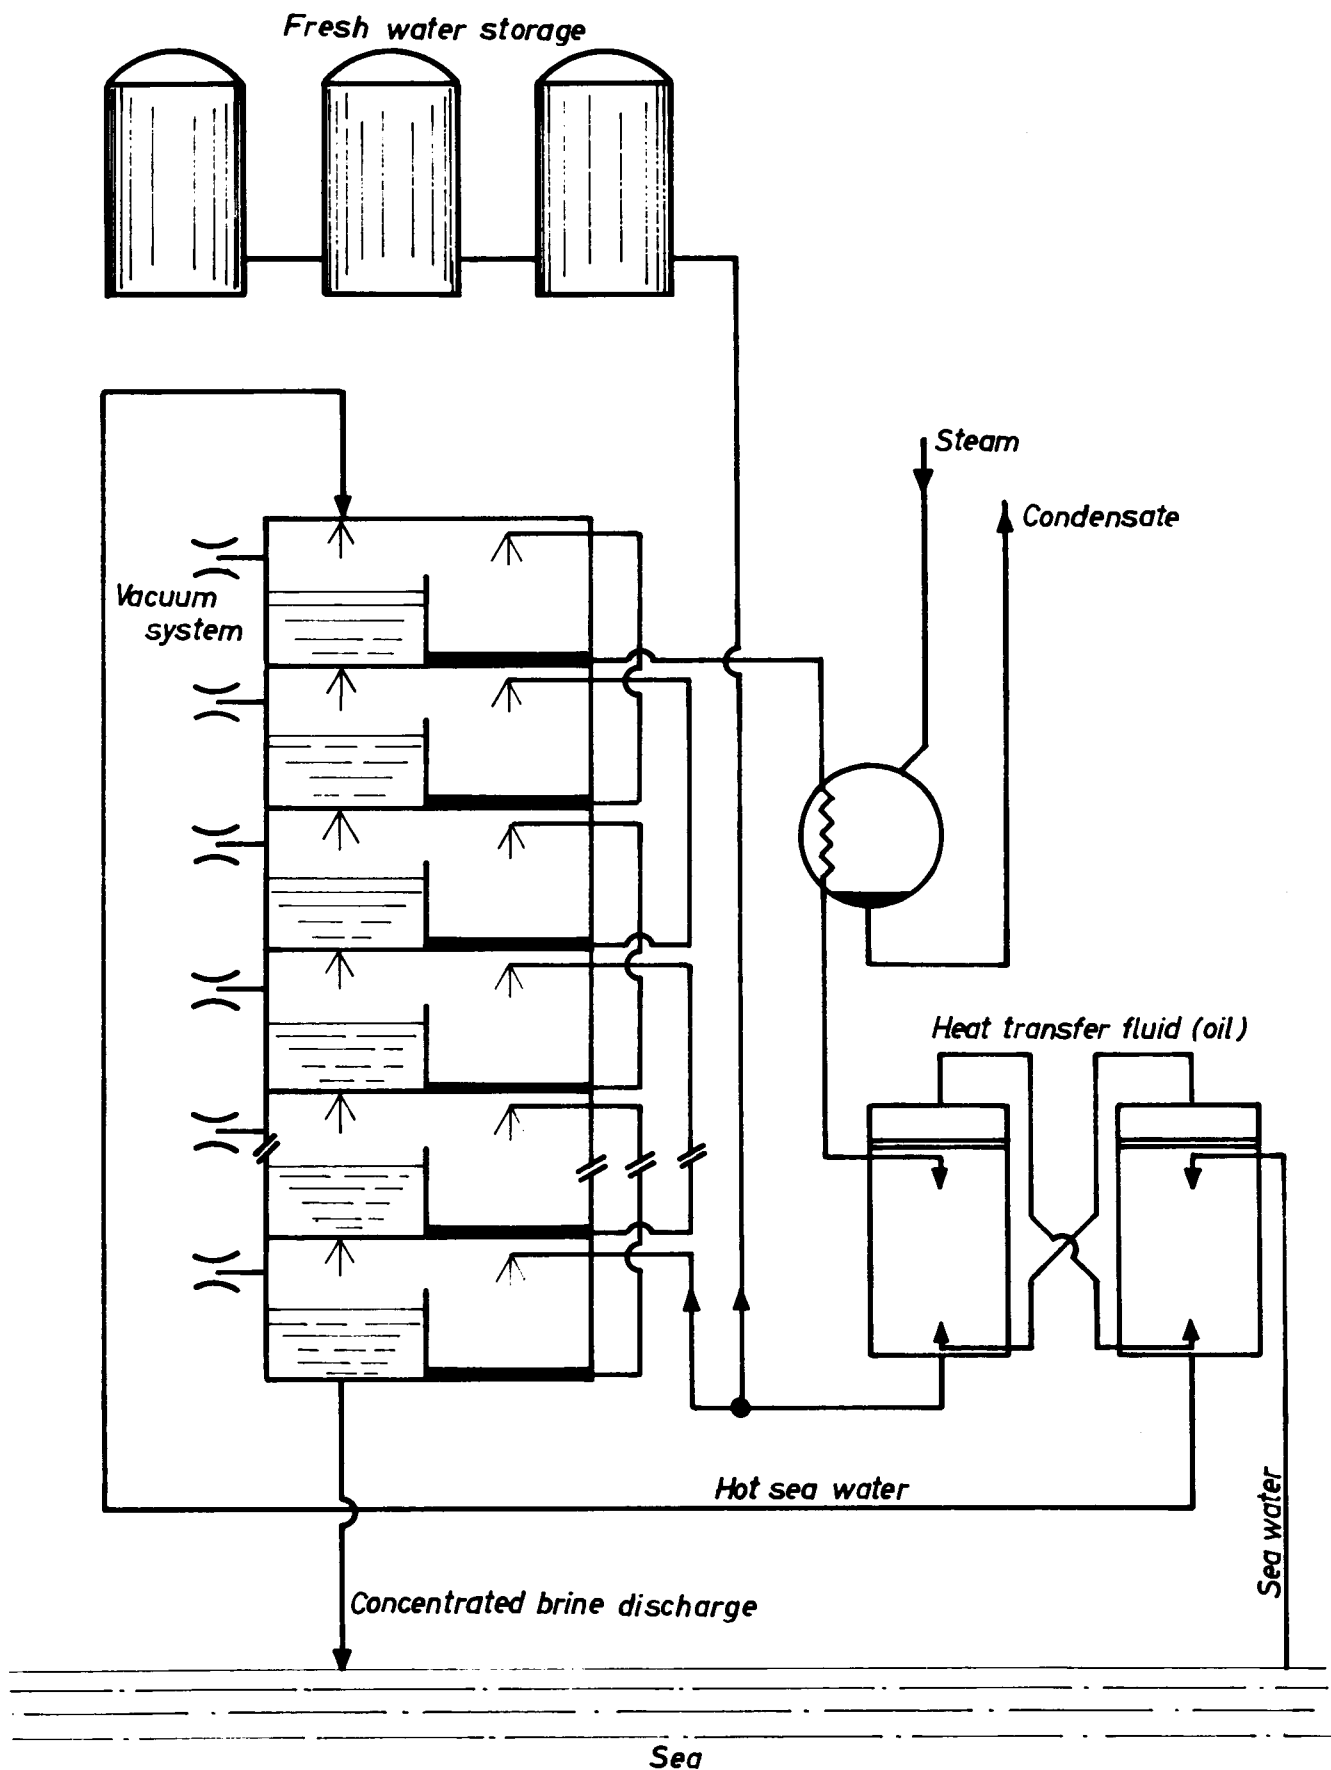 Fresh water storage
Steam
Condensate
Vacuum
system
Heat transfer fluid (oil)
Hot sea water
Sea water
Concentrated brine discharge
Sea